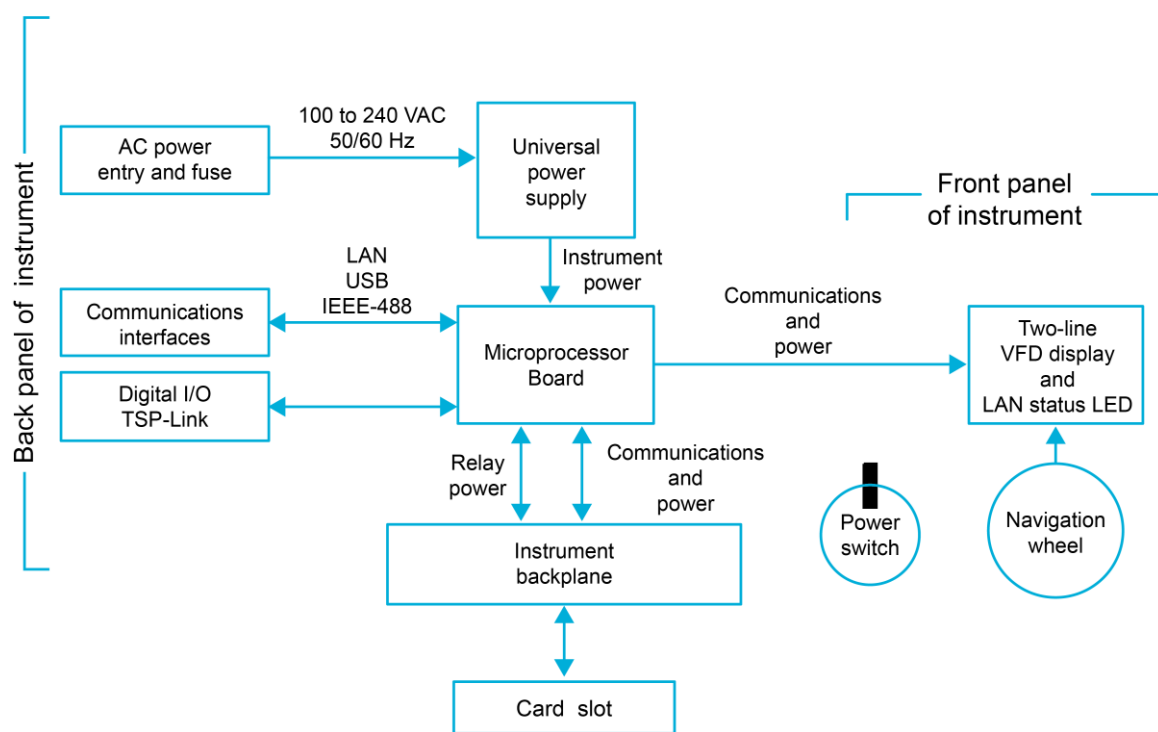 Back panel of instrument
AC power
entry and fuse
100 to 240 VAC
50/60 Hz
Universal
power
supply
Front panel
of instrument
Instrument
power
LAN
USB
IEEE-488
Communications
interfaces
Microprocessor
Board
Communications
and
power
Two-line
VFD display
and
LAN status LED
Digital I/O
TSP-Link
Relay
power
Communications
and
power
Power
switch
Navigation
wheel
Instrument
backplane
Card slot